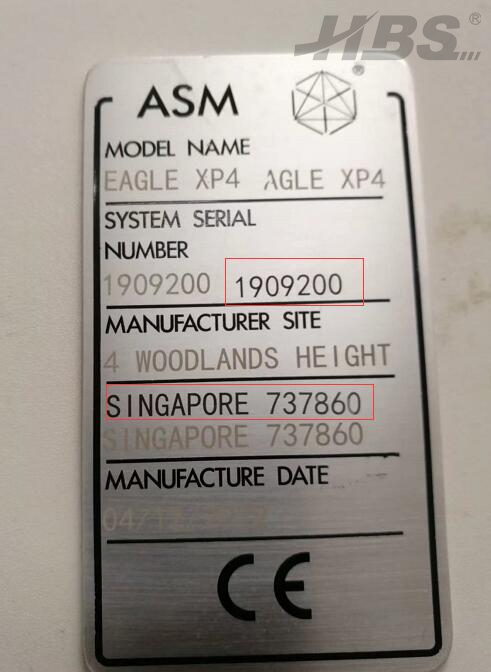 HBS®
ASM ®
MODEL NAME
EAGLE XP4 AGLE XP4
SYSTEM SERIAL
NUMBER
1909200 1909200
MANUFACTURER SITE
4 WOODLANDS HEIGHT
SINGAPORE 737860
SINGAPORE 737860
MANUFACTURE DATE
CE